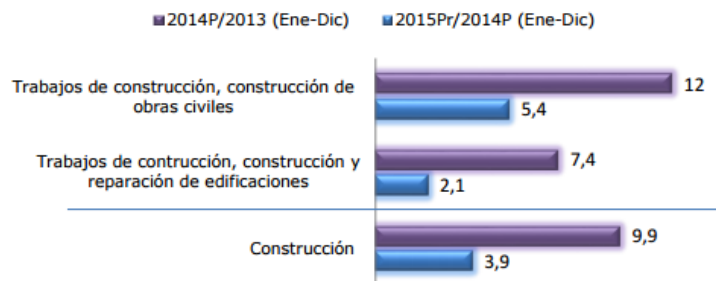 2014P/2013 (Ene-Dic) 2015Pr/2014P (Ene-Dic)
Trabajos de construcción, construcción de
obras civiles
12
5,4
Trabajos de contrucción, construcción y
reparación de edificaciones
7,4
2,1
Construcción
9,9
3,9